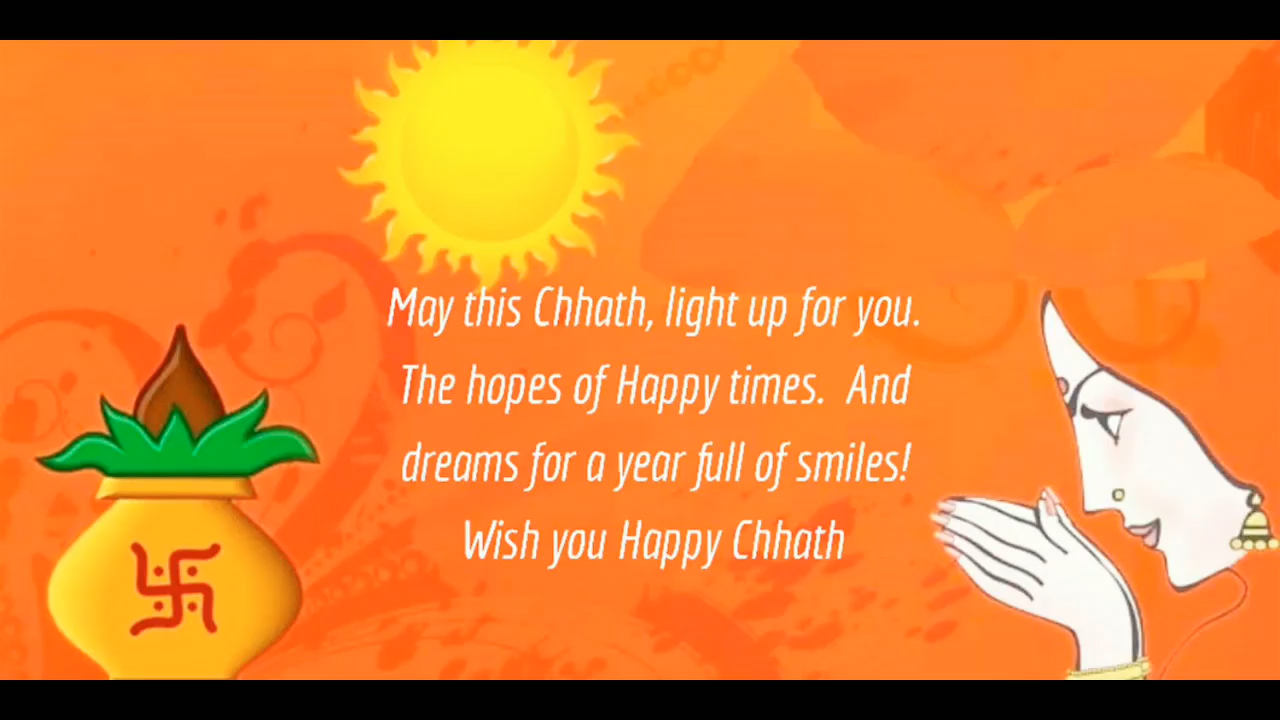 May this Chhath, light up for you.
The hopes of Happy times.  And
dreams for a year full of smiles!
Wish you Happy Chhath